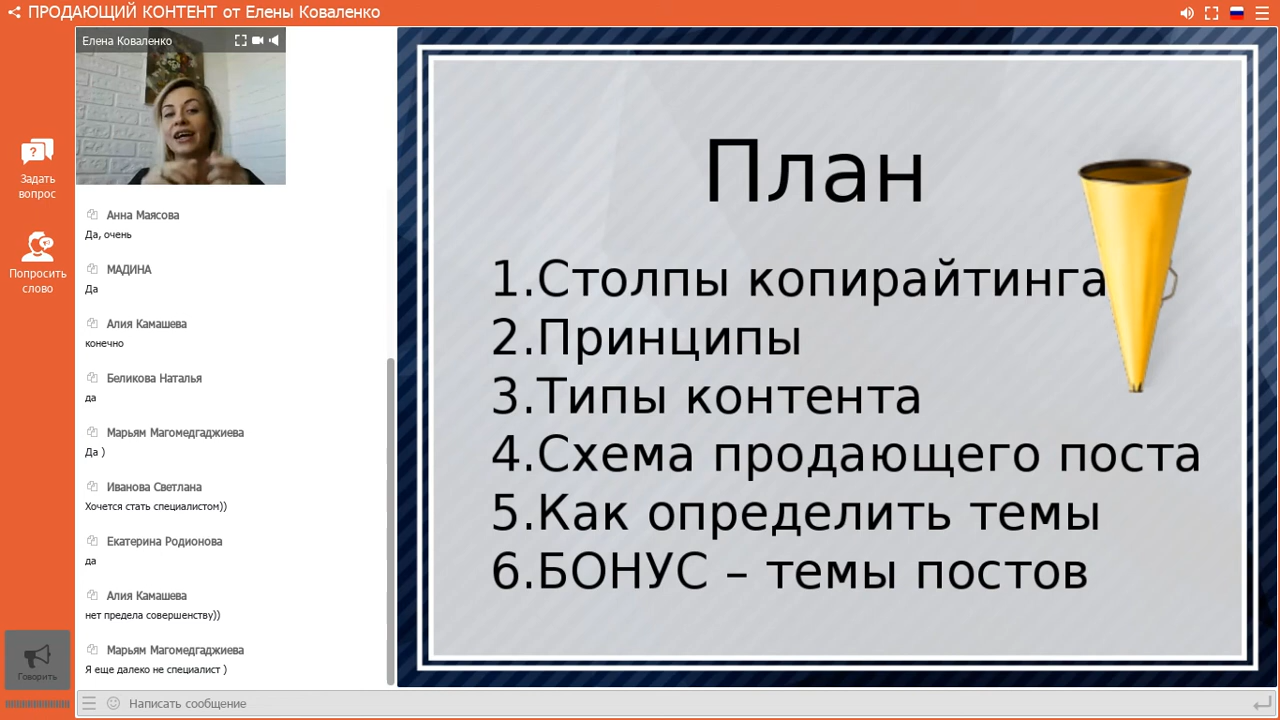 ПРОДАЮЩИЙ КОНТЕНТ от Елены Коваленко
Елена Коваленко
Задать
вопрос
Попросить
слово
Говорить
Анна Маясова
Да, очень
МАДИНА
Да
Алия Камашева
конечно
Беликова Наталья
да
Марьям Магомедгаджиева
Да )
Иванова Светлана
Хочется стать специалистом))
Екатерина Родионова
да
Алия Камашева
нет предела совершенству))
Марьям Магомедгаджиева
Я еще далеко не специалист )
Написать сообщение
План
1.Столпы копирайтинга
2.Принципы
3.Типы контента
4.Схема продающего поста
5.Как определить темы
6.БОНУС – темы постов